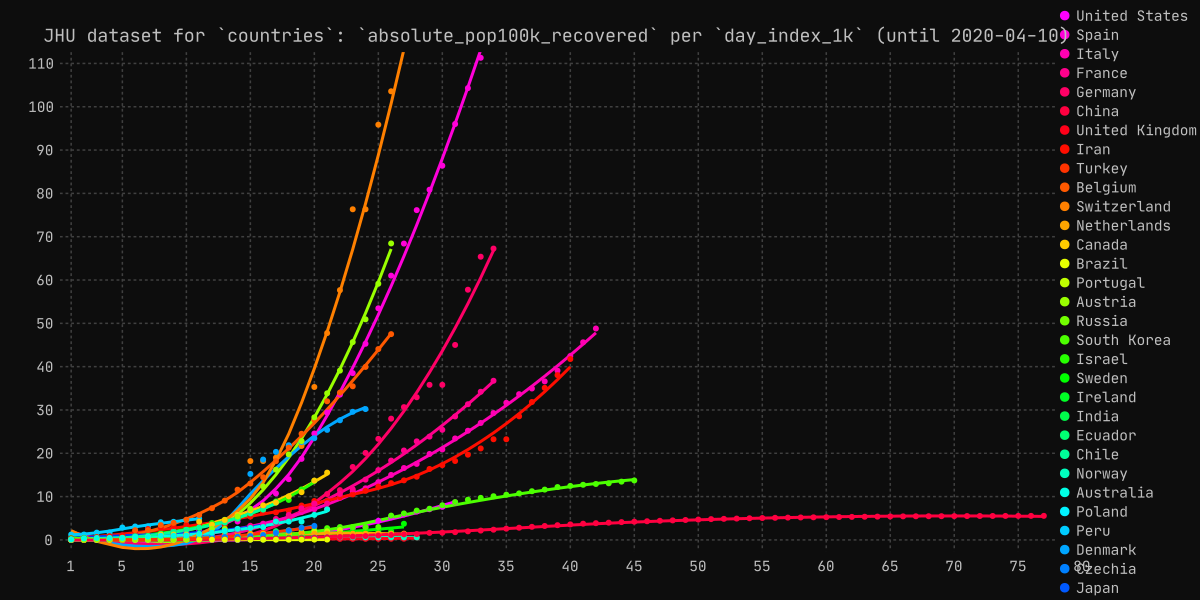 JHU dataset for `countries`: `absolute_pop100k_recovered` per `day_index_1k` (until 2020-04-10)
United States
Spain
Italy
France
Germany
China
United Kingdom
Iran
Turkey
Belgium
Switzerland
Netherlands
Canada
Brazil
Portugal
Austria
Russia
South Korea
Israel
Sweden
Ireland
India
Ecuador
Chile
Norway
Australia
Poland
Peru
Denmark
Czechia
Japan
110
100
90
80
70
60
50
40
30
20
10
0
1 5 10 15 20 25 30 35 40 45 50 55 60 65 70 75 80